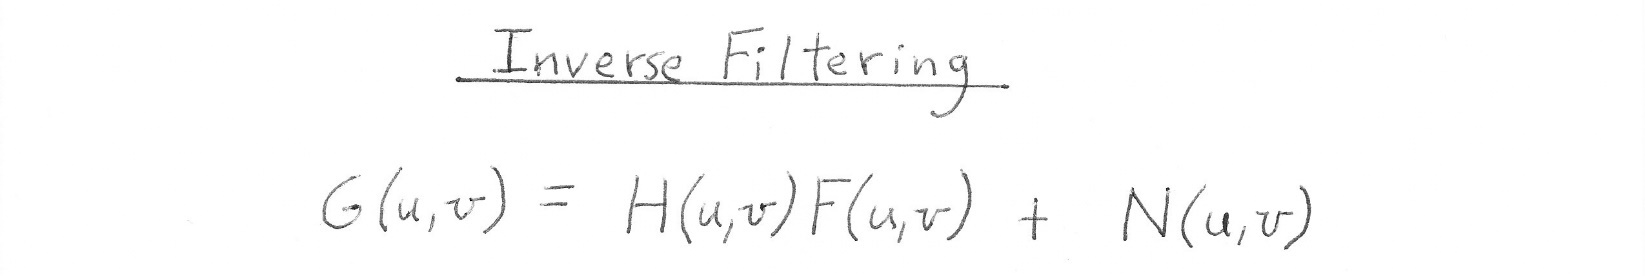 Inverse Filtering
G(u,v) = H(u,v)F(u,v) + N(u,v)